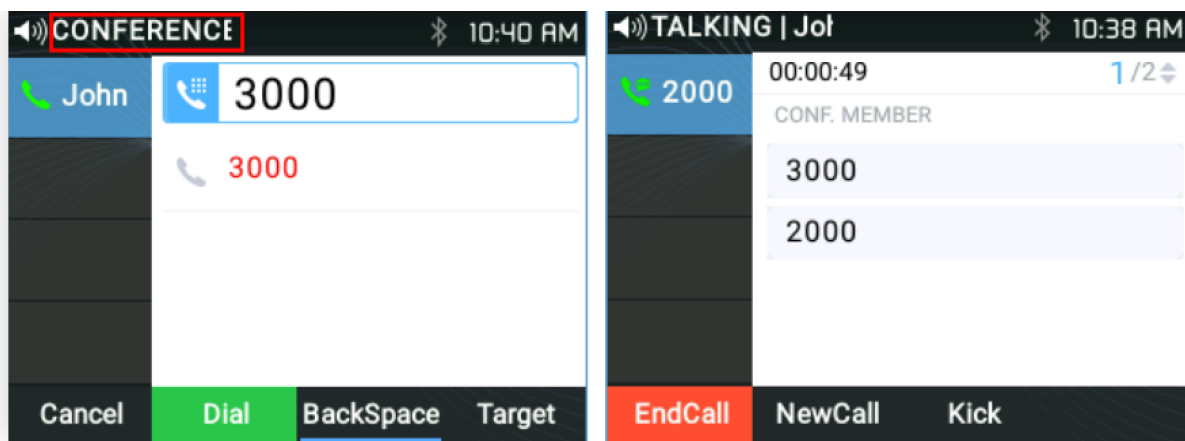 CONFERENCE
10:40 AM
John
3000
3000
Cancel Dial BackSpace Target
TALKING | Joh
10:38 AM
2000
00:00:49
1/2
CONF. MEMBER
3000
2000
EndCall NewCall Kick